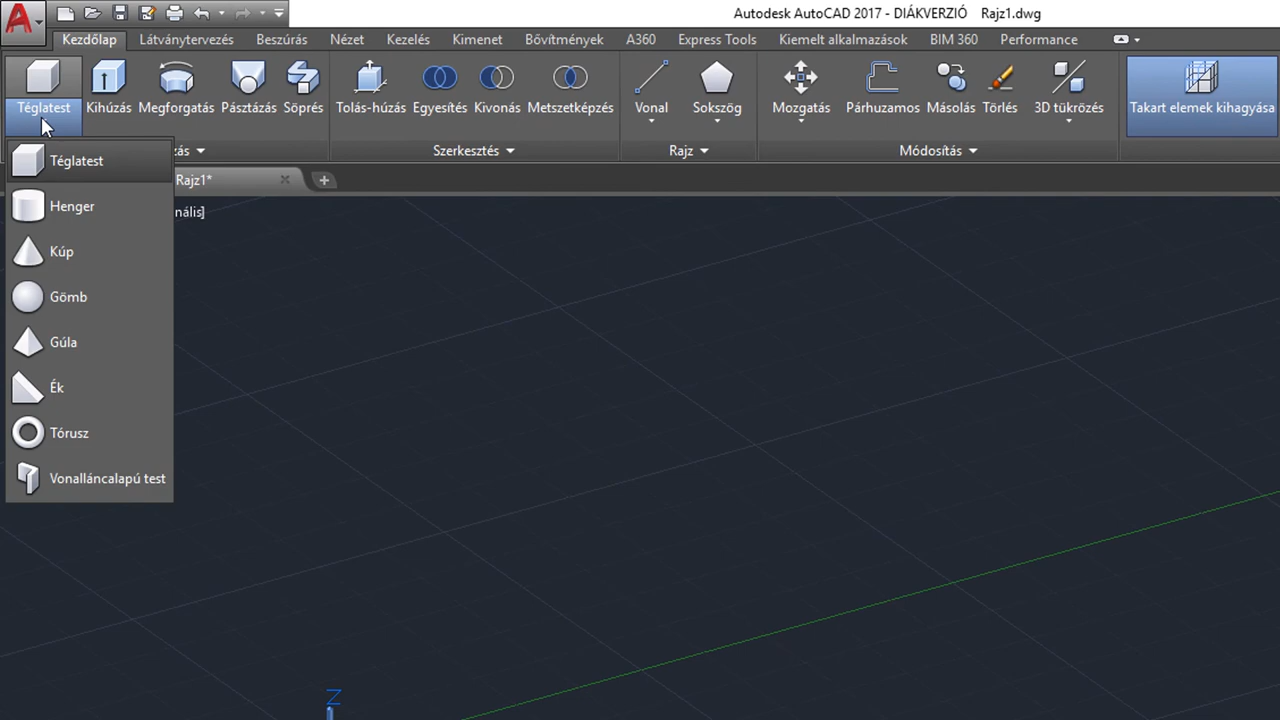 Autodesk AutoCAD 2017 - DIÁKVERZIÓ Rajz1.dwg
Kezdőlap Látványtervezés Beszúrás Nézet Kezelés Kimenet Bővítmények A360 Express Tools Kiemelt alkalmazások BIM 360 Performance
Téglatest Kihúzás Megforgatás Pásztázás Söprés Tolás-húzás Egyesítés Kivonás Metszetképzés Vonal Sokszög Mozgatás Párhuzamos Másolás Törlés 3D tükrözés Takart elemek kihagyása
zás Szerkesztés Rajz Módosítás
Téglatest
Rajz1*
Henger
nális]
Kúp
Gömb
Gúla
Ék
Tórusz
Vonalláncalapú test
Z